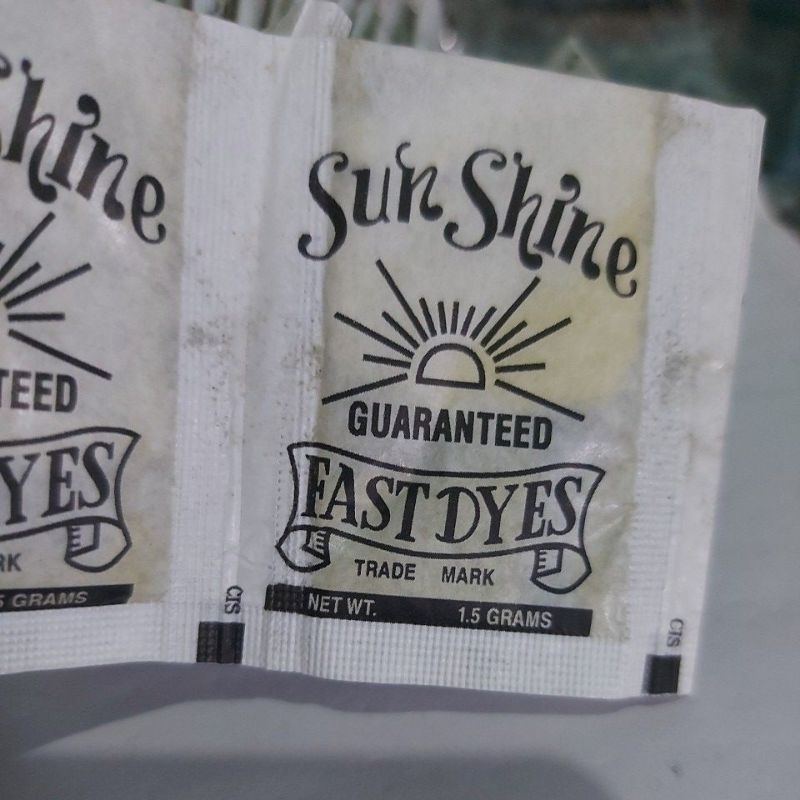 Shine
TEED
YES
RK
5 GRAMS
CIS
Sun Shine
GUARANTEED
FAST DYES
TRADE MARK
NET WT. 1.5 GRAMS
CIS